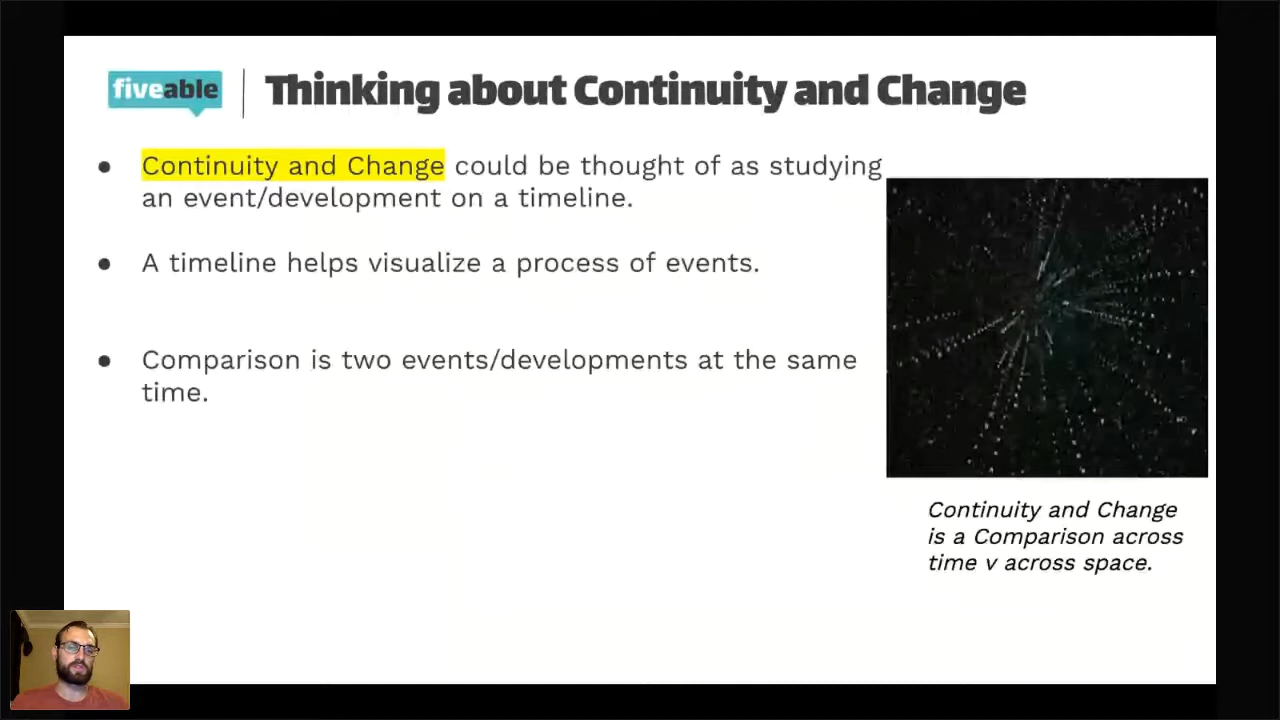 fiveable
Thinking about Continuity and Change
● Continuity and Change could be thought of as studying
an event/development on a timeline.
● A timeline helps visualize a process of events.
● Comparison is two events/developments at the same
time.
Continuity and Change
is a Comparison across
time v across space.